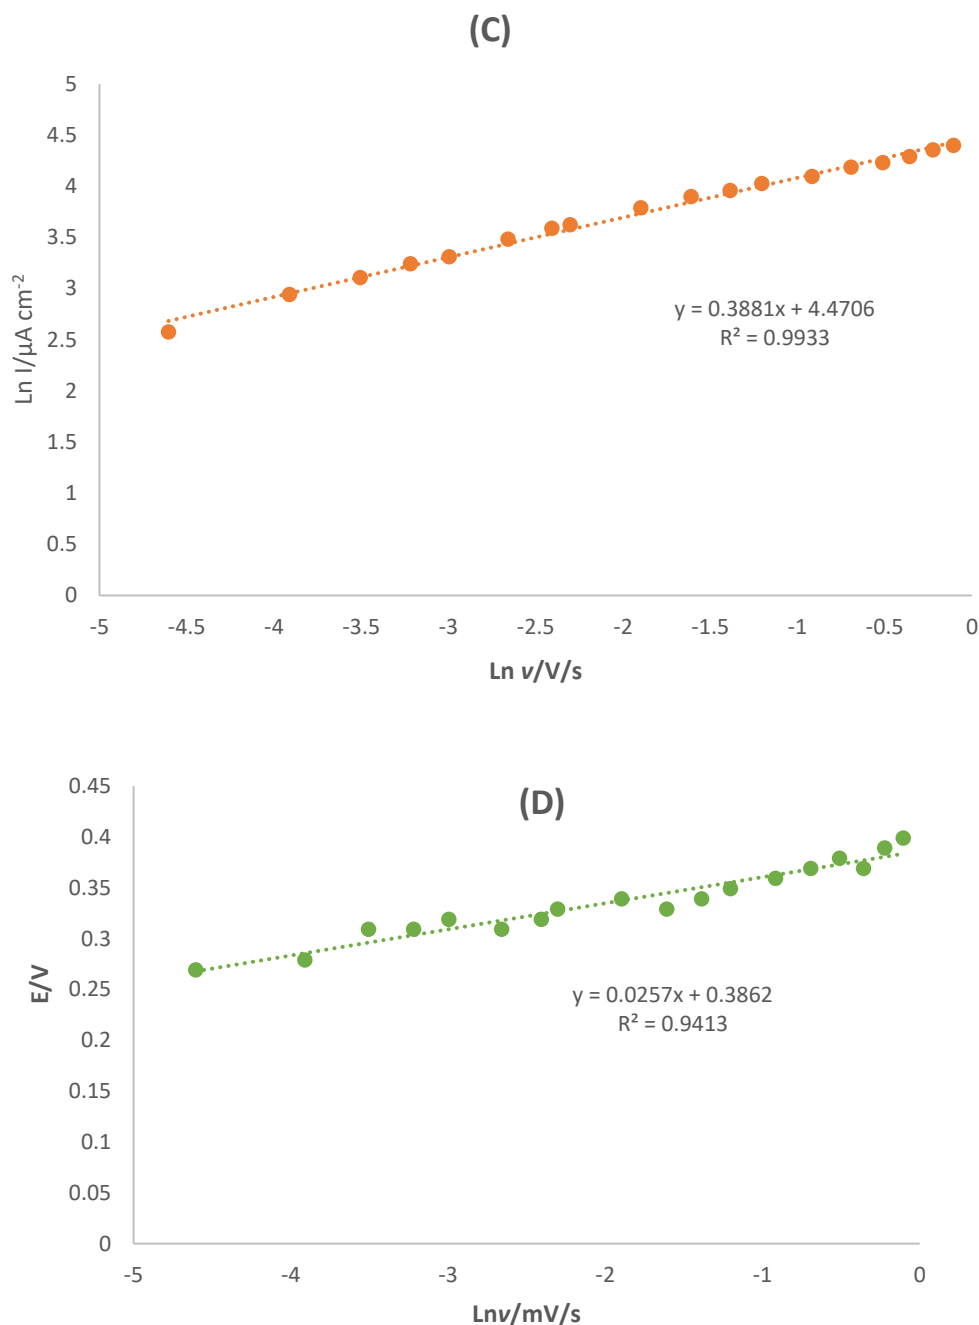 (C)
5
4.5
4
3.5
3
2.5
2
1.5
1
0.5
0
Ln I/µA cm⁻²
y = 0.3881x + 4.4706
R² = 0.9933
-5 -4.5 -4 -3.5 -3 -2.5 -2 -1.5 -1 -0.5 0
Ln v/V/s
(D)
0.45
0.4
0.35
0.3
0.25
0.2
0.15
0.1
0.05
0
E/V
y = 0.0257x + 0.3862
R² = 0.9413
-5 -4 -3 -2 -1 0
Lnv/mV/s